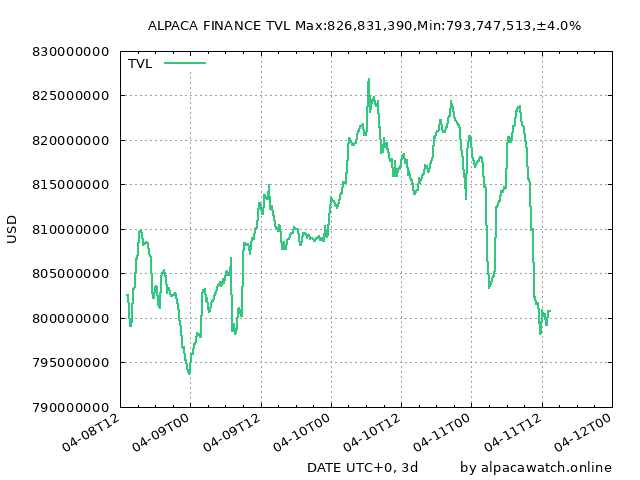 ALPACA FINANCE TVL Max:826,831,390,Min:793,747,513,±4.0%
830000000
TVL
825000000
820000000
815000000
810000000
USD
805000000
800000000
795000000
790000000
04-08T12 04-09T00 04-09T12 04-10T00 04-10T12 04-11T00 04-11T12 04-12T00
DATE UTC+0, 3d by alpacawatch.online